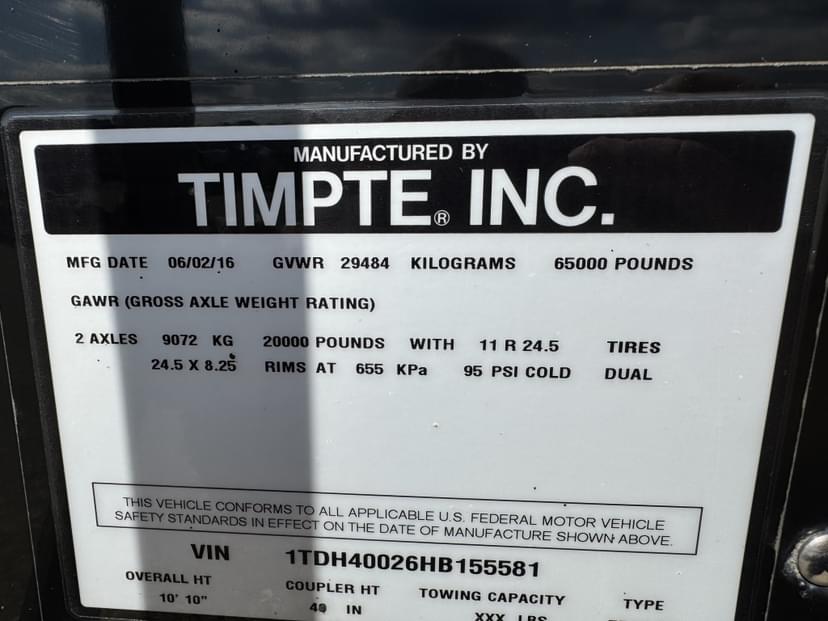 MANUFACTURED BY
TIMPTE® INC.
MFG DATE 06/02/16 GVWR 29484 KILOGRAMS 65000 POUNDS
GAWR (GROSS AXLE WEIGHT RATING)
2 AXLES 9072 KG 20000 POUNDS WITH 11 R 24.5 TIRES
24.5 X 8.25 RIMS AT 655 KPa 95 PSI COLD DUAL
THIS VEHICLE CONFORMS TO ALL APPLICABLE U.S. FEDERAL MOTOR VEHICLE
SAFETY STANDARDS IN EFFECT ON THE DATE OF MANUFACTURE SHOWN ABOVE.
VIN 1TDH40026HB155581
OVERALL HT COUPLER HT TOWING CAPACITY TYPE
10' 10" IN XXX LBS